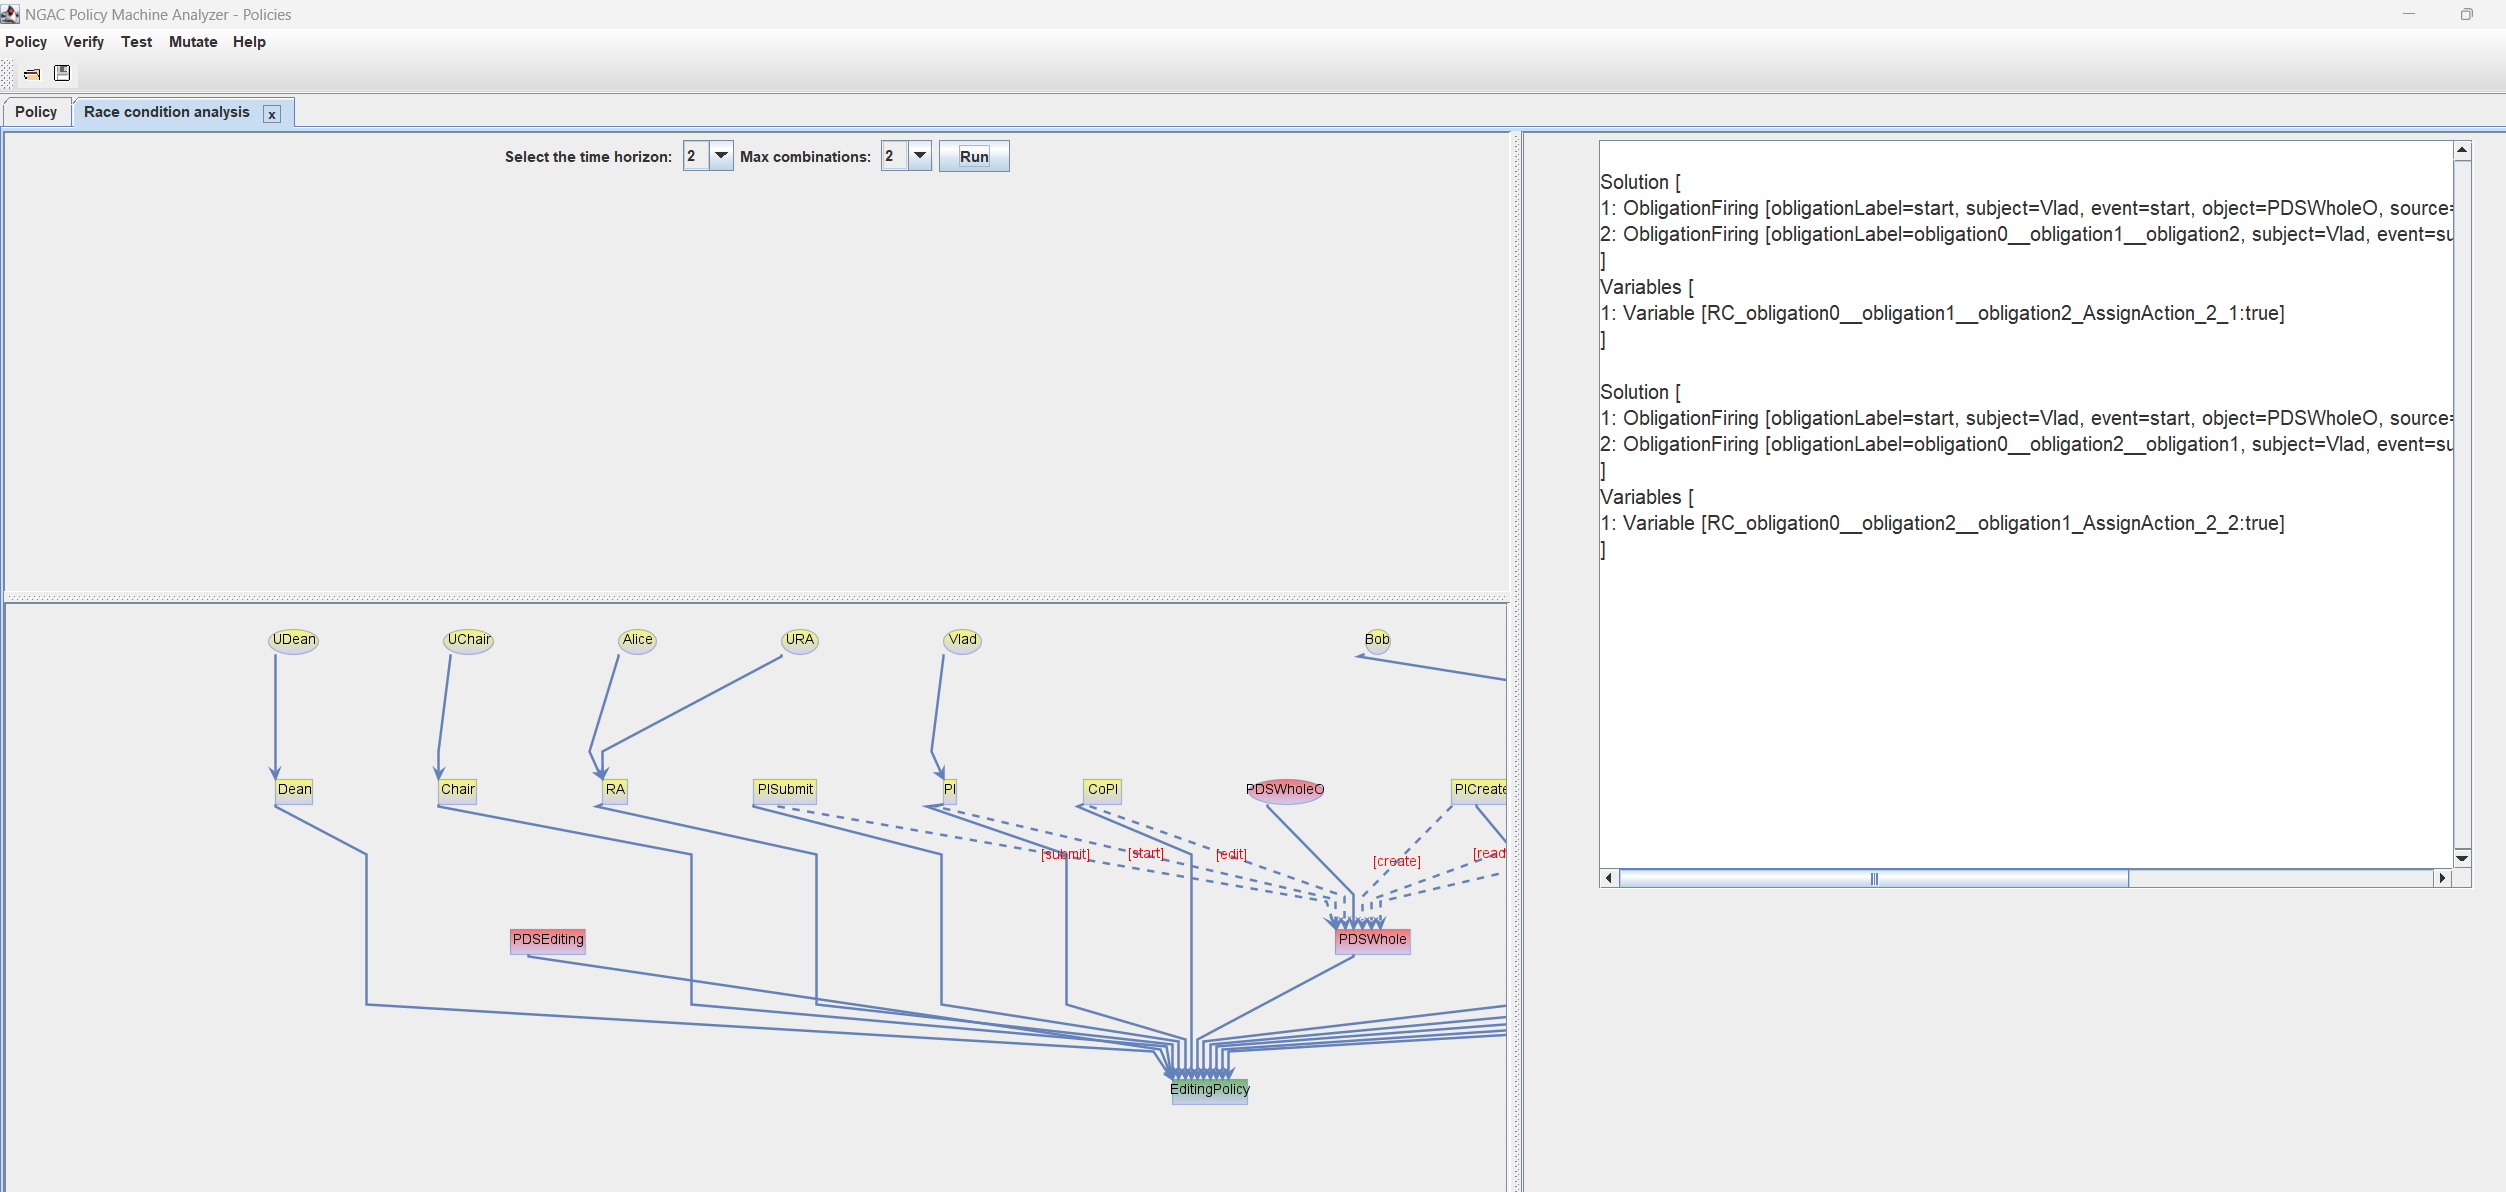 NGAC Policy Machine Analyzer - Policies
Policy Verify Test Mutate Help
Policy Race condition analysis x
Select the time horizon: 2 Max combinations: 2 Run
Solution [
1: ObligationFiring [obligationLabel=start, subject=Vlad, event=start, object=PDSWholeO, source=
2: ObligationFiring [obligationLabel=obligation0__obligation1__obligation2, subject=Vlad, event=su
]
Variables [
1: Variable [RC_obligation0__obligation1__obligation2_AssignAction_2_1:true]
]
Solution [
1: ObligationFiring [obligationLabel=start, subject=Vlad, event=start, object=PDSWholeO, source=
2: ObligationFiring [obligationLabel=obligation0__obligation2__obligation1, subject=Vlad, event=su
]
Variables [
1: Variable [RC_obligation0__obligation2__obligation1_AssignAction_2_2:true]
]
UDean UChair Alice URA Vlad Bob
Dean Chair RA PISubmit PI CoPI PDSWholeO PICreate
[submit] [start] [edit] [create] [read
PDSEditing PDSWhole
EditingPolicy